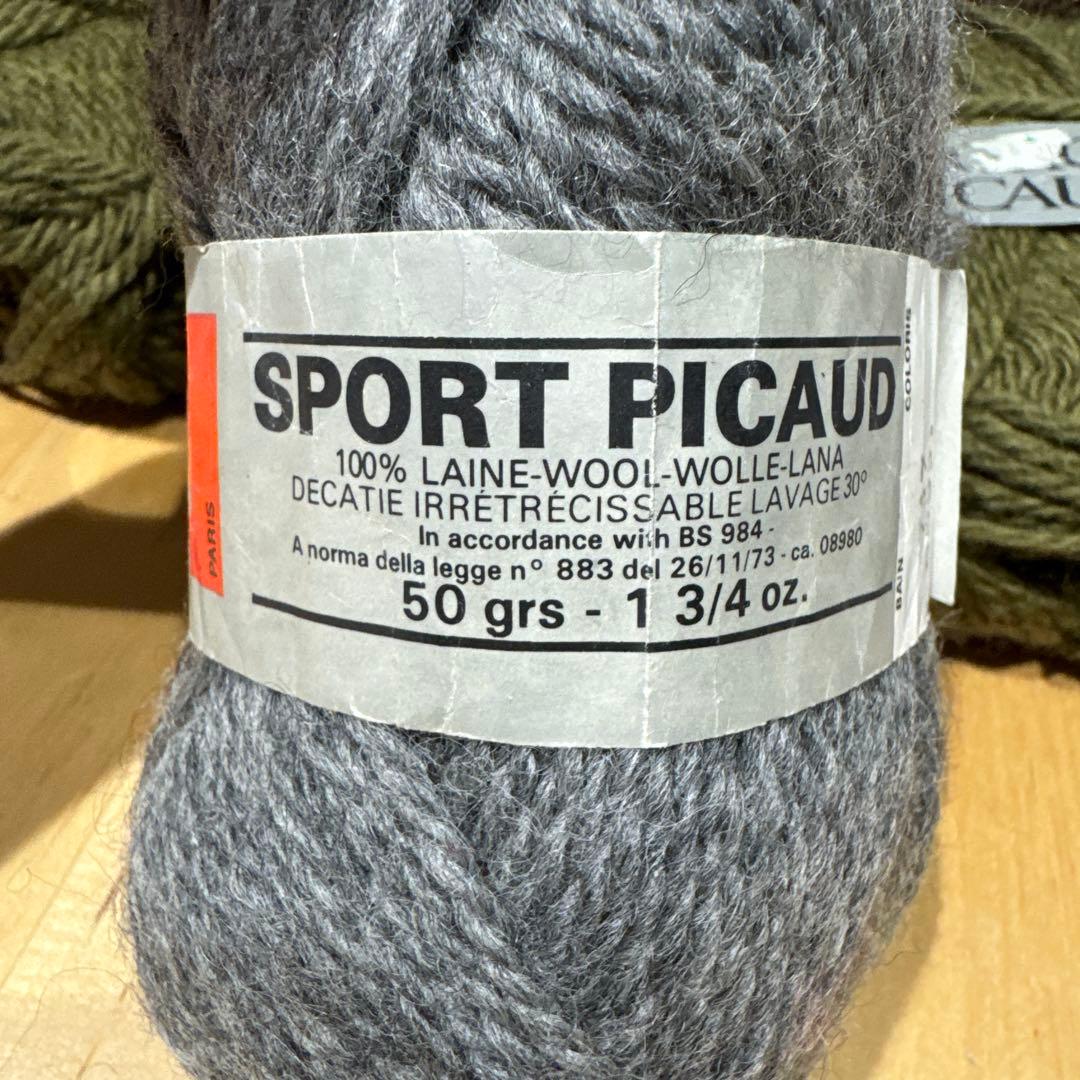 SPORT PICAUD
100% LAINE-WOOL-WOLLE-LANA
DECATIE IRRÉTRÉCISSABLE LAVAGE 30°
In accordance with BS 984 -
A norma della legge n° 883 del 26/11/73 - ca. 08980
50 grs - 1 3/4 oz.
PARIS
COLORIS
BAIN